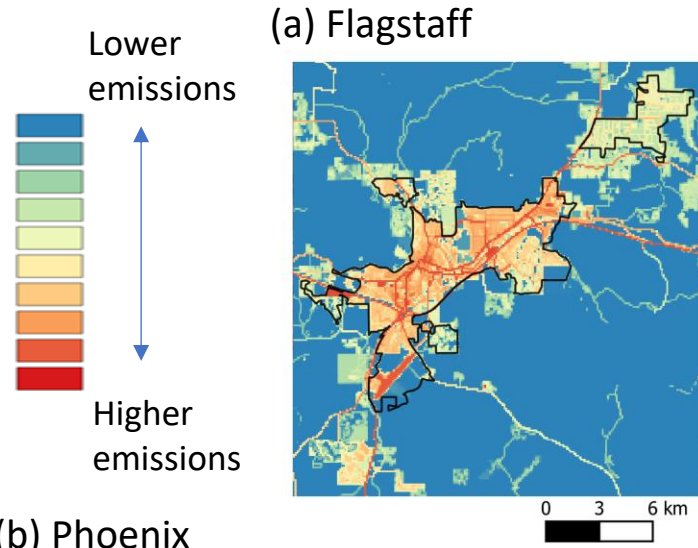 (a) Flagstaff
Lower
emissions
Higher
emissions
0 3 6 km
(b) Phoenix